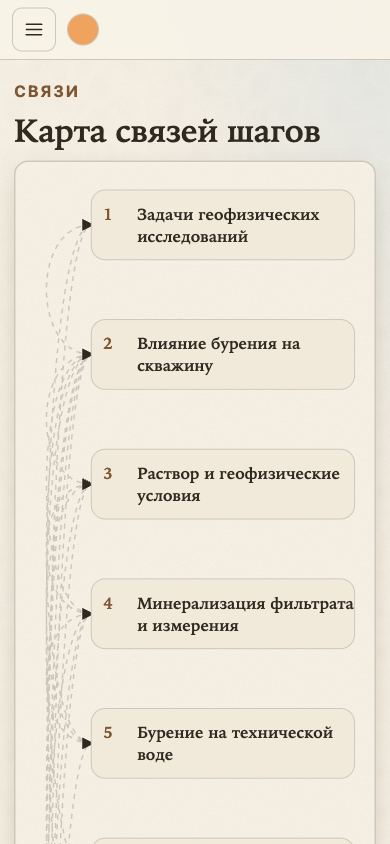 СВЯЗИ
Карта связей шагов
1 Задачи геофизических
исследований
2 Влияние бурения на
скважину
3 Раствор и геофизические
условия
4 Минерализация фильтрата
и измерения
5 Бурение на технической
воде